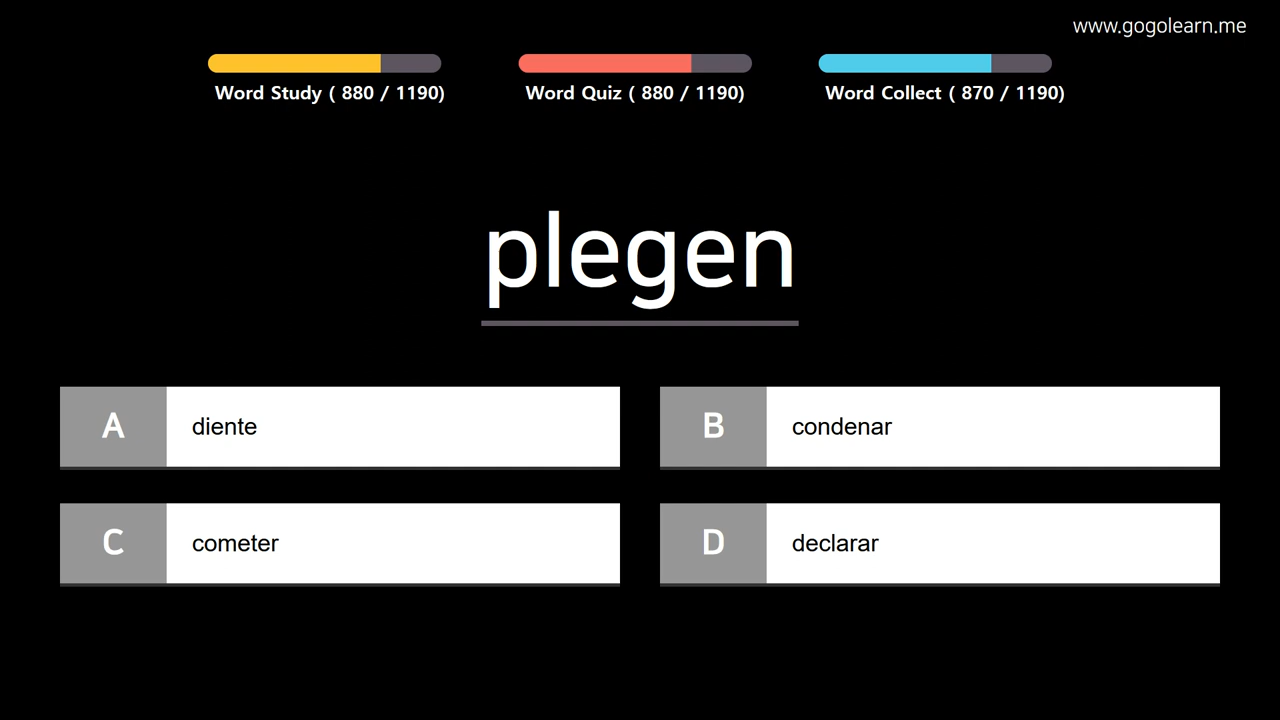 www.gogolearn.me
Word Study ( 880 / 1190)
Word Quiz ( 880 / 1190)
Word Collect ( 870 / 1190)
plegen
A diente
B condenar
C cometer
D declarar